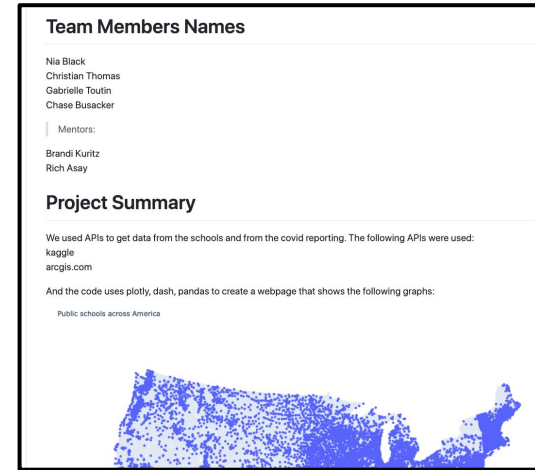 Team Members Names
Nia Black
Christian Thomas
Gabrielle Toutin
Chase Busacker
Mentors:
Brandi Kuritz
Rich Asay
Project Summary
We used APIs to get data from the schools and from the covid reporting. The following APIs were used:
kaggle
arcgis.com
And the code uses plotly, dash, pandas to create a webpage that shows the following graphs:
Public schools across America